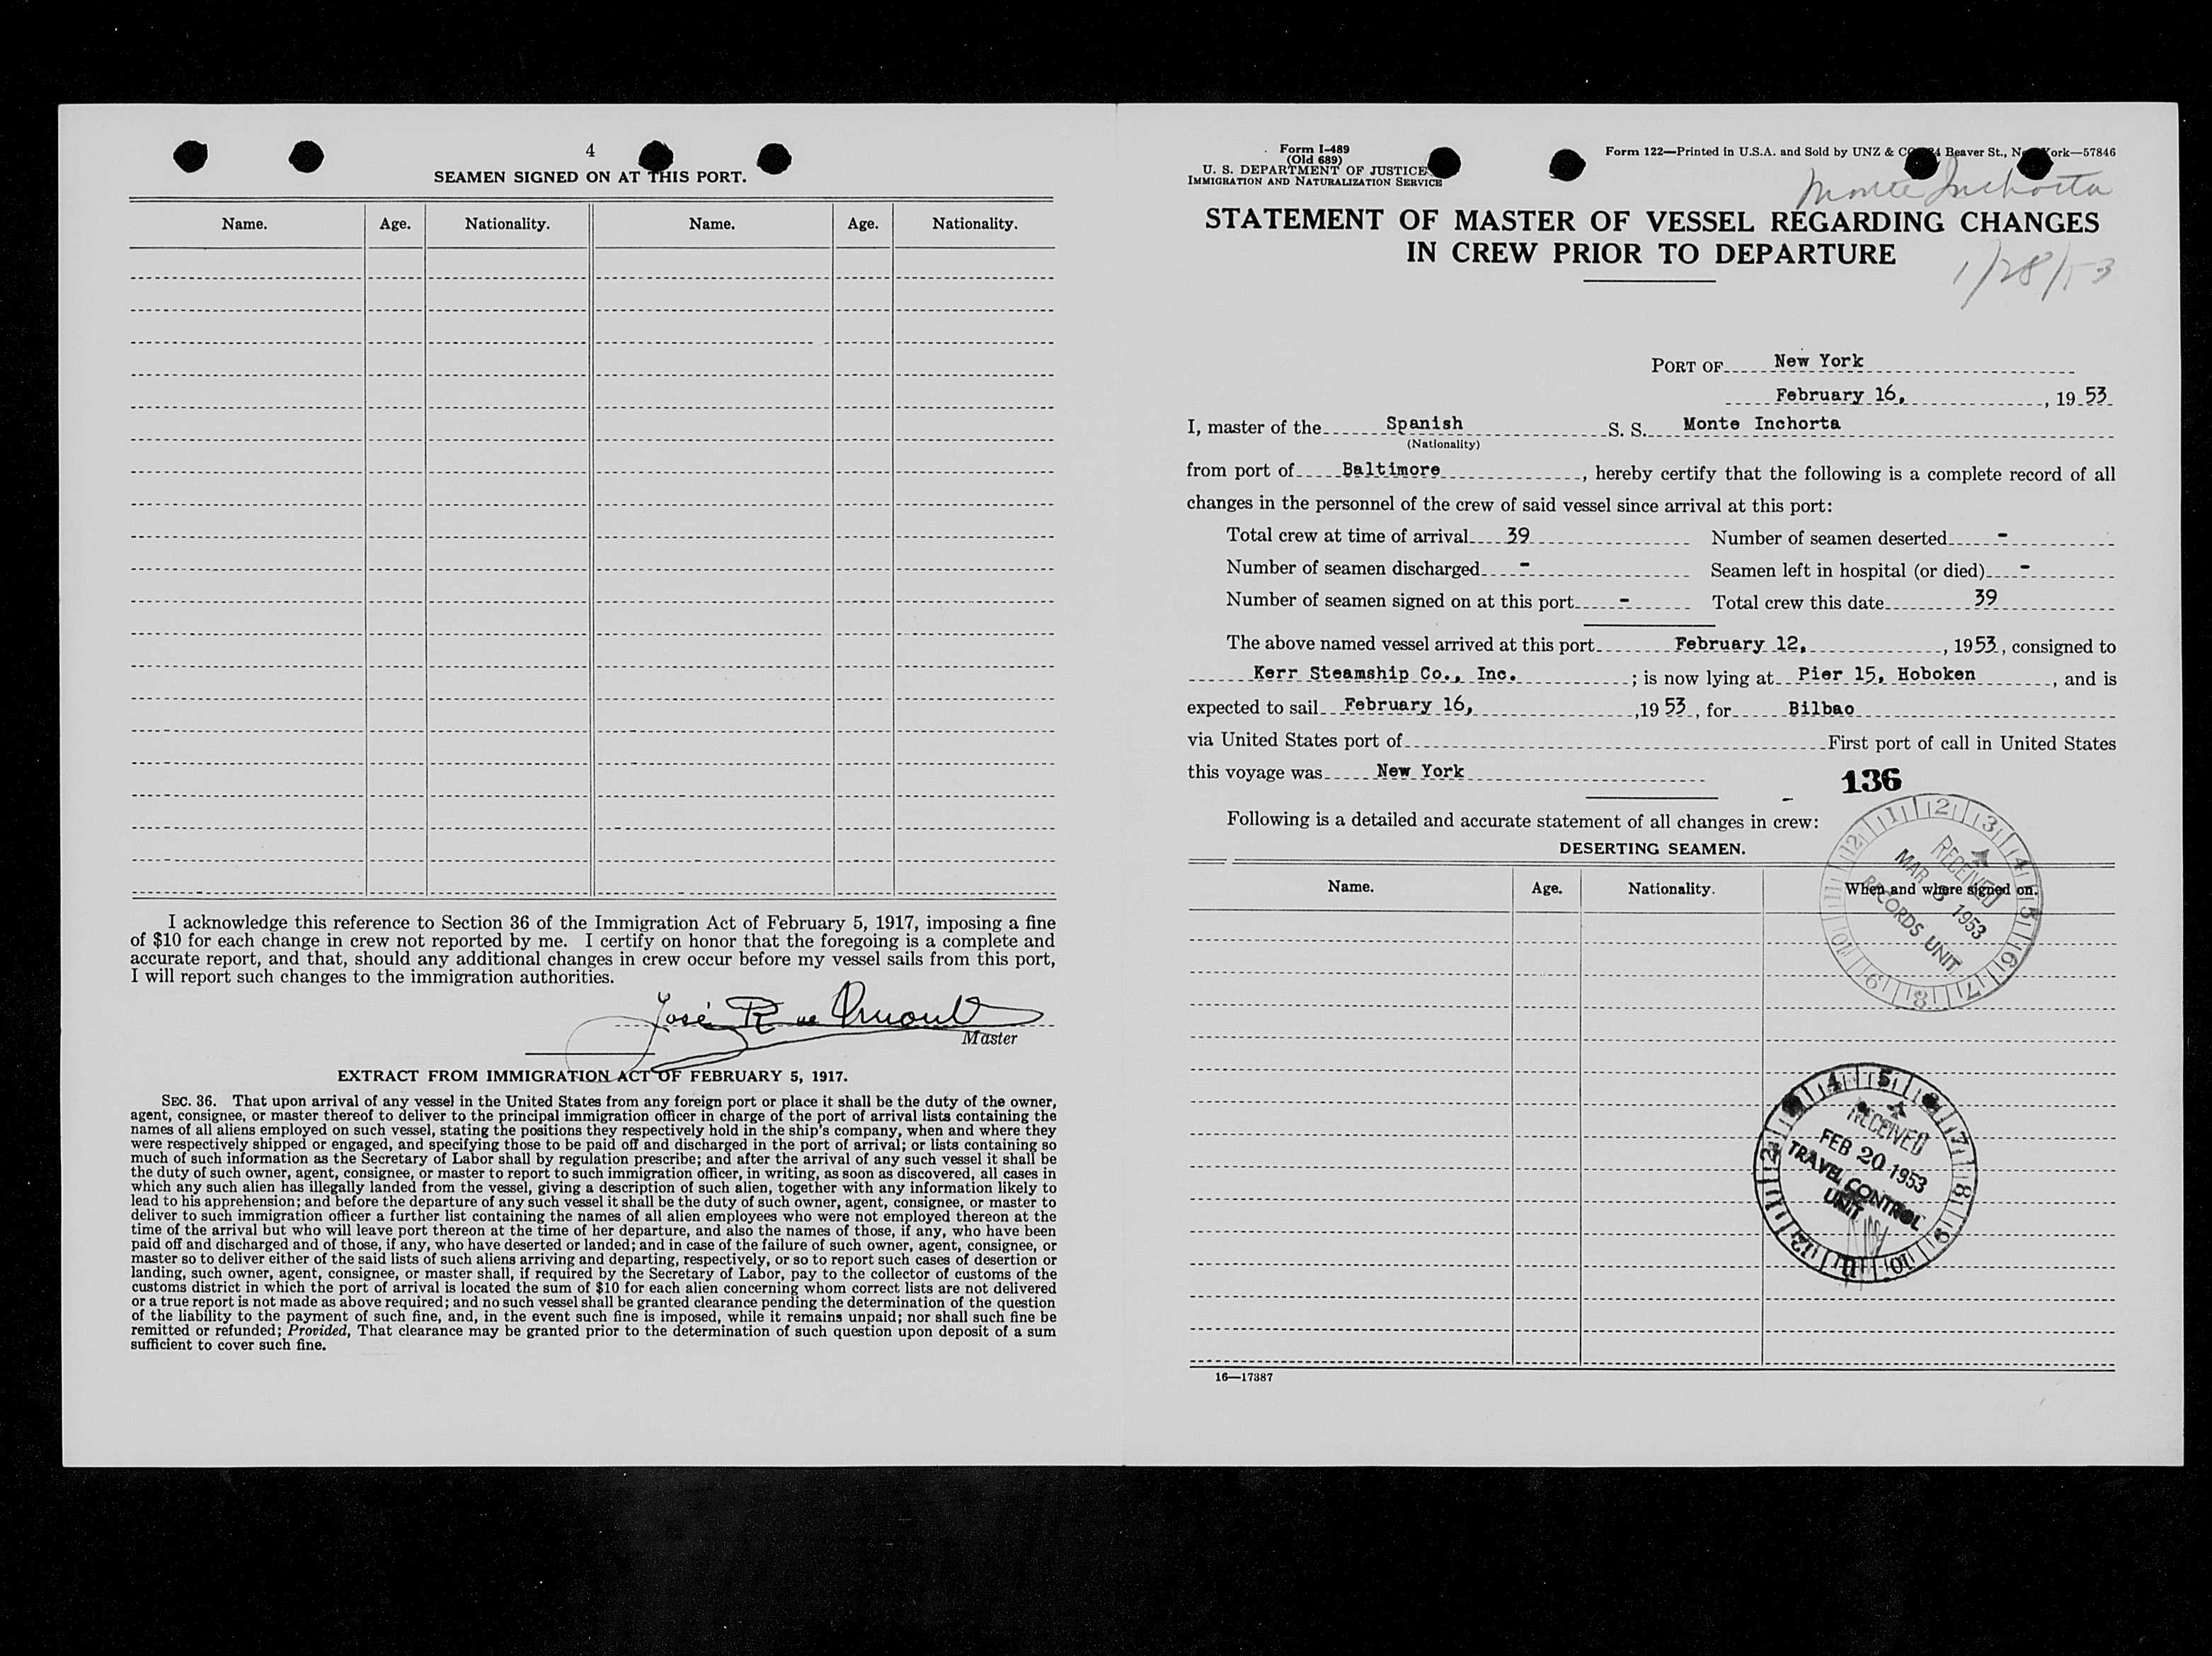 4
SEAMEN SIGNED ON AT THIS PORT.
Name. Age. Nationality. Name. Age. Nationality.
I acknowledge this reference to Section 36 of the Immigration Act of February 5, 1917, imposing a fine
of $10 for each change in crew not reported by me. I certify on honor that the foregoing is a complete and
accurate report, and that, should any additional changes in crew occur before my vessel sails from this port,
I will report such changes to the immigration authorities.
José R de
Master
EXTRACT FROM IMMIGRATION ACT OF FEBRUARY 5, 1917.
SEC. 36. That upon arrival of any vessel in the United States from any foreign port or place it shall be the duty of the owner,
agent, consignee, or master thereof to deliver to the principal immigration officer in charge of the port of arrival lists containing the
names of all aliens employed on such vessel, stating the positions they respectively hold in the ship's company, when and where they
were respectively shipped or engaged, and specifying those to be paid off and discharged in the port of arrival; or lists containing so
much of such information as the Secretary of Labor shall by regulation prescribe; and after the arrival of any such vessel it shall be
the duty of such owner, agent, consignee, or master to report to such immigration officer, in writing, as soon as discovered, all cases in
which any such alien has illegally landed from the vessel, giving a description of such alien, together with any information likely to
lead to his apprehension; and before the departure of any such vessel it shall be the duty of such owner, agent, consignee, or master to
deliver to such immigration officer a further list containing the names of all alien employees who were not employed thereon at the
time of the arrival but who will leave port thereon at the time of her departure, and also the names of those, if any, who have been
paid off and discharged and of those, if any, who have deserted or landed; and in case of the failure of such owner, agent, consignee, or
master so to deliver either of the said lists of such aliens arriving and departing, respectively, or so to report such cases of desertion or
landing, such owner, agent, consignee, or master shall, if required by the Secretary of Labor, pay to the collector of customs of the
customs district in which the port of arrival is located the sum of $10 for each alien concerning whom correct lists are not delivered
or a true report is not made as above required; and no such vessel shall be granted clearance pending the determination of the question
of the liability to the payment of such fine, and, in the event such fine is imposed, while it remains unpaid; nor shall such fine be
remitted or refunded; Provided, That clearance may be granted prior to the determination of such question upon deposit of a sum
sufficient to cover such fine.
Form I-489
(Old 689)
U. S. DEPARTMENT OF JUSTICE
IMMIGRATION AND NATURALIZATION SERVICE
Form 122—Printed in U.S.A. and Sold by UNZ & Beaver St., York—57846
Monte Inchorta
STATEMENT OF MASTER OF VESSEL REGARDING CHANGES
IN CREW PRIOR TO DEPARTURE
1/28/53
PORT OF New York
February 16, , 19 53
I, master of the Spanish S. S. Monte Inchorta
(Nationality)
from port of Baltimore , hereby certify that the following is a complete record of all
changes in the personnel of the crew of said vessel since arrival at this port:
Total crew at time of arrival 39 Number of seamen deserted -
Number of seamen discharged - Seamen left in hospital (or died) -
Number of seamen signed on at this port - Total crew this date 39
The above named vessel arrived at this port February 12, , 1953, consigned to
Kerr Steamship Co., Inc. ; is now lying at Pier 15, Hoboken , and is
expected to sail February 16, ,19 53, for Bilbao
via United States port of First port of call in United States
this voyage was New York
136
Following is a detailed and accurate statement of all changes in crew:
DESERTING SEAMEN.
Name. Age. Nationality. When and where signed on.
12 1 2 3 4 5 6 7 8 9 10 11
RECEIVED
MAR 3 1953
RECORDS UNIT
RECEIVED
FEB 20 1953
TRAVEL CONTROL
UNIT
16—17387